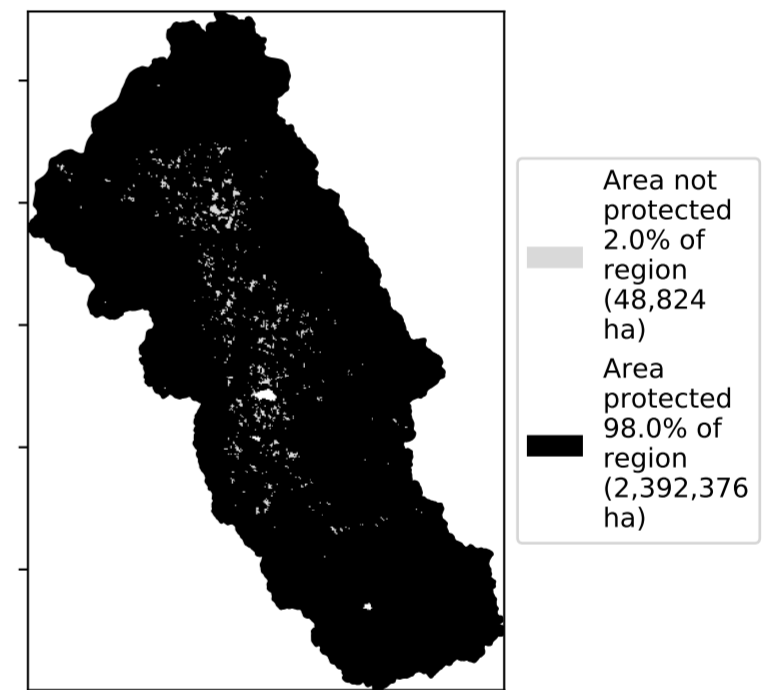 Area not
protected
2.0% of
region
(48,824
ha)
Area
protected
98.0% of
region
(2,392,376
ha)